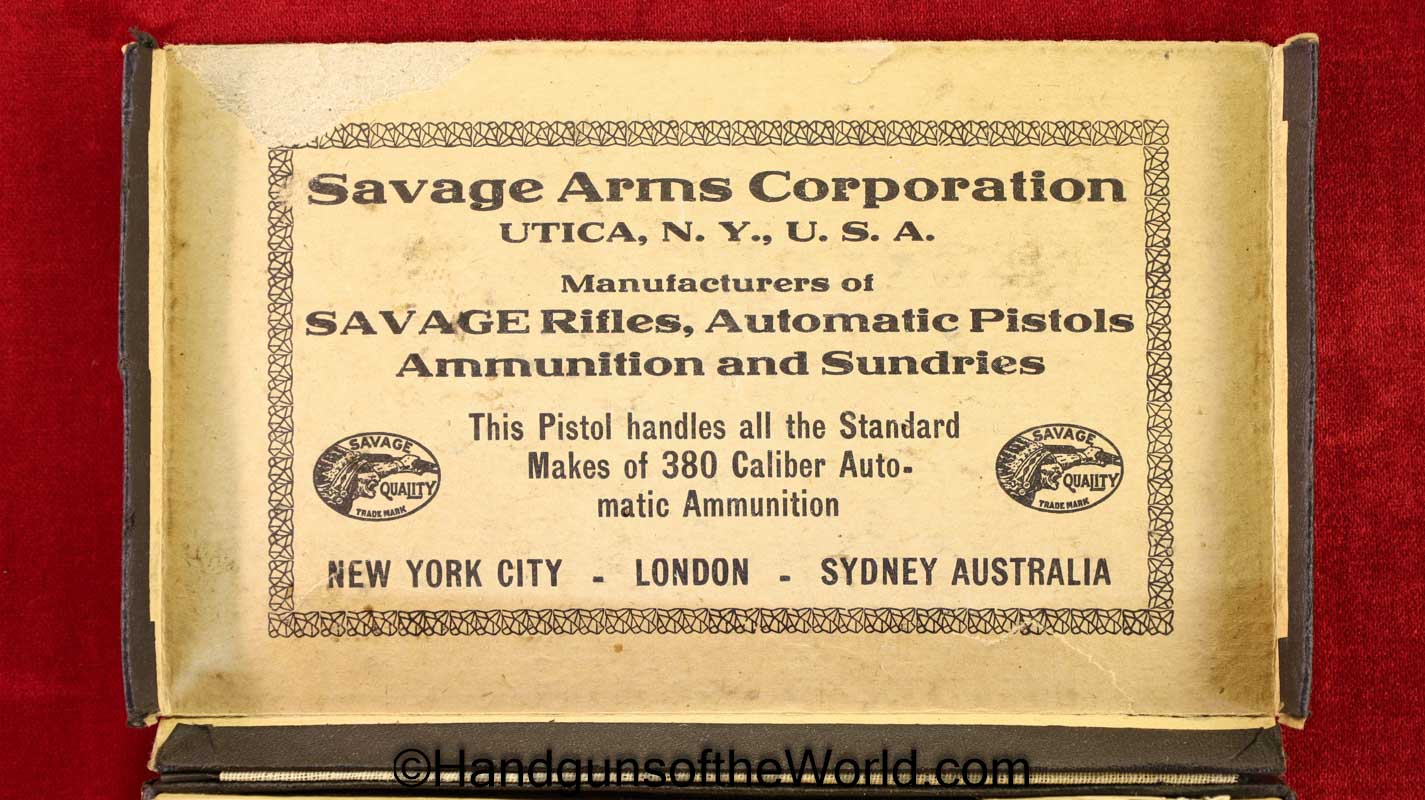 Savage Arms Corporation
UTICA, N. Y., U. S. A.
Manufacturers of
SAVAGE Rifles, Automatic Pistols
Ammunition and Sundries
This Pistol handles all the Standard
Makes of 380 Caliber Auto-
matic Ammunition
SAVAGE
QUALITY
TRADE MARK
SAVAGE
QUALITY
TRADE MARK
NEW YORK CITY - LONDON - SYDNEY AUSTRALIA
©HandgunsoftheWorld.com